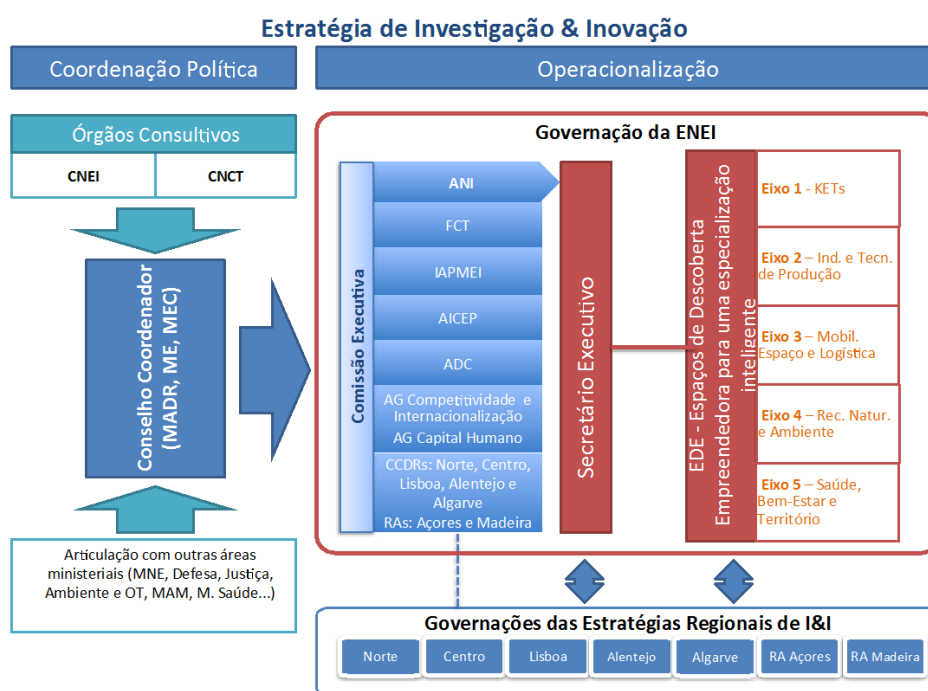 Estratégia de Investigação & Inovação
Coordenação Política
Operacionalização
Órgãos Consultivos
CNEI
CNCT
Conselho Coordenador
(MADR, ME, MEC)
Articulação com outras áreas
ministeriais (MNE, Defesa, Justiça,
Ambiente e OT, MAM, M. Saúde...)
Governação da ENEI
Comissão Executiva
ANI
FCT
IAPMEI
AICEP
ADC
AG Competitividade e
Internacionalização
AG Capital Humano
CCDRs: Norte, Centro,
Lisboa, Alentejo e
Algarve
RAs: Açores e Madeira
Secretário Executivo
EDE - Espaços de Descoberta
Empreendedora para uma especialização
inteligente
Eixo 1 - KETs
Eixo 2 – Ind. e Tecn.
de Produção
Eixo 3 – Mobil.
Espaço e Logística
Eixo 4 – Rec. Natur.
e Ambiente
Eixo 5 – Saúde,
Bem-Estar e
Território
Governações das Estratégias Regionais de I&I
Norte
Centro
Lisboa
Alentejo
Algarve
RA Açores
RA Madeira